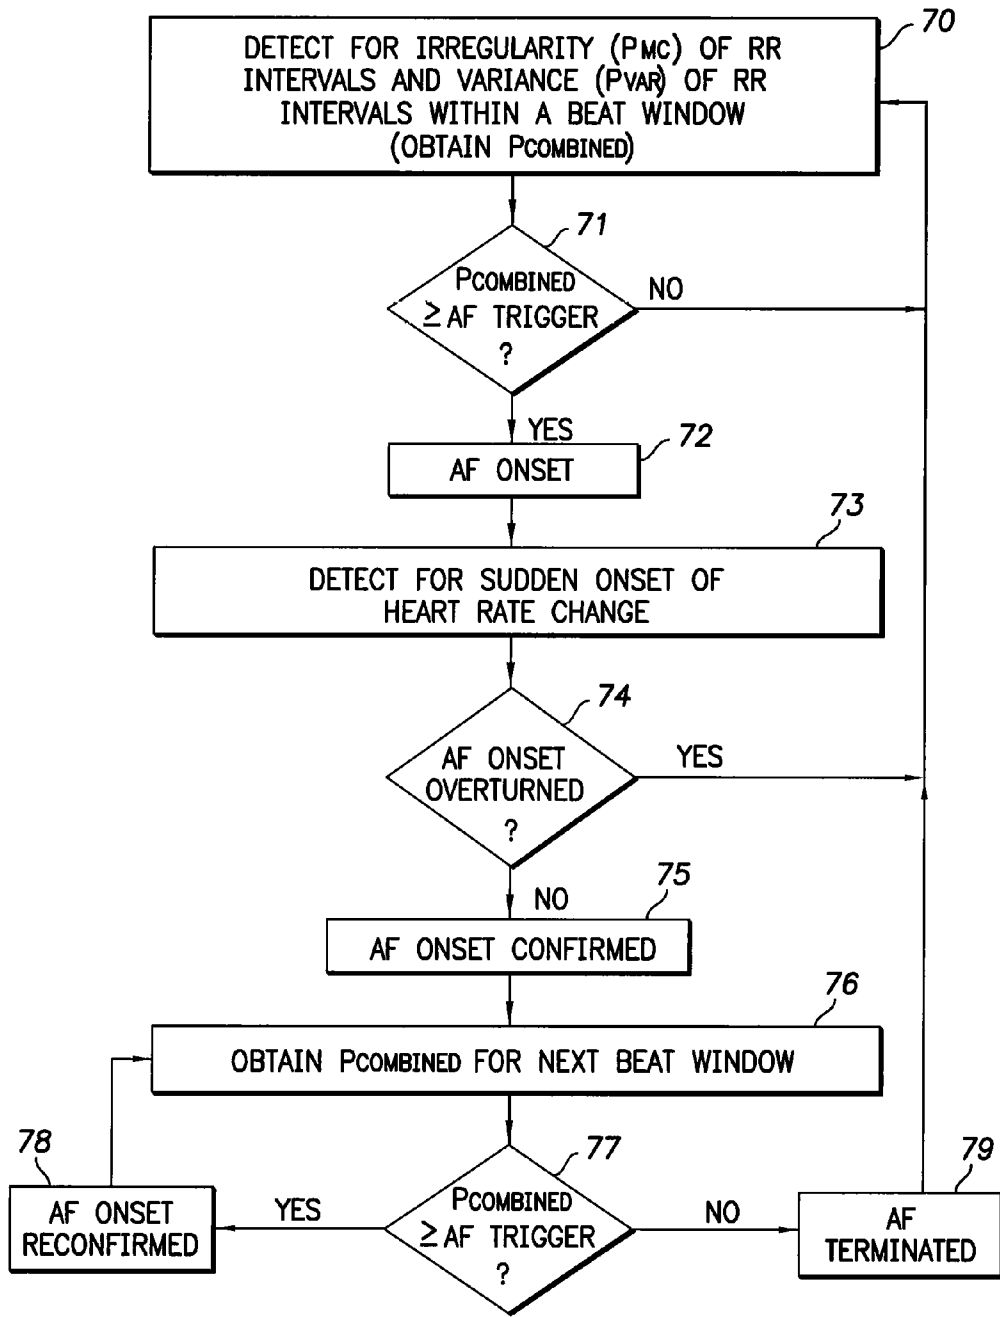 70
DETECT FOR IRREGULARITY (PMC) OF RR
INTERVALS AND VARIANCE (PVAR) OF RR
INTERVALS WITHIN A BEAT WINDOW
(OBTAIN PCOMBINED)
71
PCOMBINED
≥ AF TRIGGER
?
NO
YES
72
AF ONSET
73
DETECT FOR SUDDEN ONSET OF
HEART RATE CHANGE
74
AF ONSET
OVERTURNED
?
YES
NO
75
AF ONSET CONFIRMED
76
OBTAIN PCOMBINED FOR NEXT BEAT WINDOW
78
AF ONSET
RECONFIRMED
YES
77
PCOMBINED
≥ AF TRIGGER
?
NO
79
AF
TERMINATED